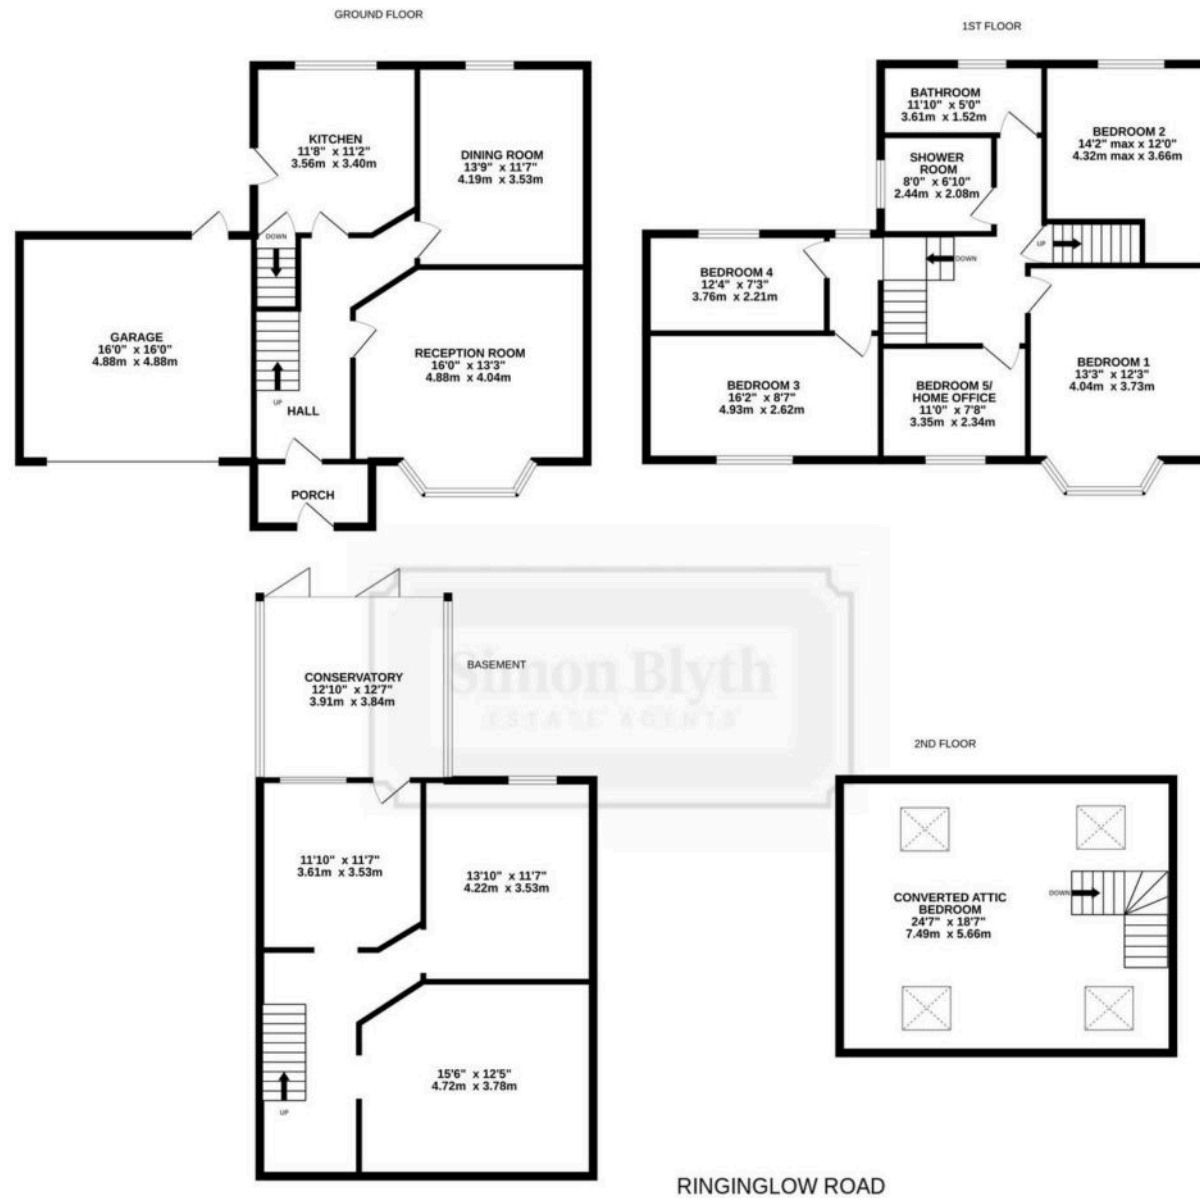 GROUND FLOOR
KITCHEN
11'8" x 11'2"
3.56m x 3.40m
DINING ROOM
13'9" x 11'7"
4.19m x 3.53m
DOWN
GARAGE
16'0" x 16'0"
4.88m x 4.88m
RECEPTION ROOM
16'0" x 13'3"
4.88m x 4.04m
UP
HALL
PORCH
1ST FLOOR
BATHROOM
11'10" x 5'0"
3.61m x 1.52m
BEDROOM 2
14'2" max x 12'0"
4.32m max x 3.66m
SHOWER
ROOM
8'0" x 6'10"
2.44m x 2.08m
UP
DOWN
BEDROOM 4
12'4" x 7'3"
3.76m x 2.21m
BEDROOM 1
13'3" x 12'3"
4.04m x 3.73m
BEDROOM 3
16'2" x 8'7"
4.93m x 2.62m
BEDROOM 5/
HOME OFFICE
11'0" x 7'8"
3.35m x 2.34m
BASEMENT
CONSERVATORY
12'10" x 12'7"
3.91m x 3.84m
Simon Blyth
ESTATE AGENTS
11'10" x 11'7"
3.61m x 3.53m
13'10" x 11'7"
4.22m x 3.53m
15'6" x 12'5"
4.72m x 3.78m
UP
2ND FLOOR
DOWN
CONVERTED ATTIC
BEDROOM
24'7" x 18'7"
7.49m x 5.66m
RINGINGLOW ROAD